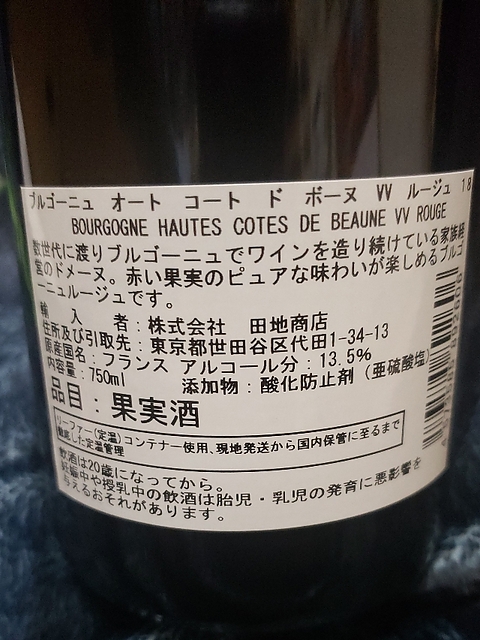 ブルゴーニュ オート コート ド ボーヌ VV ルージュ 18
BOURGOGNE HAUTES COTES DE BEAUNE VV ROUGE
数世代に渡りブルゴーニュでワインを造り続けている家族経
営のドメーヌ。赤い果実のピュアな味わいが楽しめるブルゴ
ーニュルージュです。
輸入者：株式会社 田地商店
住所及び引取先：東京都世田谷区代田1-34-13
原産国名：フランス アルコール分：13.5%
内容量：750ml 添加物：酸化防止剤（亜硫酸塩）
品目：果実酒
リーファー(定温)コンテナー使用、現地発送から国内保管に至るまで
徹底した定温管理
飲酒は20歳になってから。
妊娠中や授乳中の飲酒は胎児・乳児の発育に悪影響を
与えるおそれがあります。